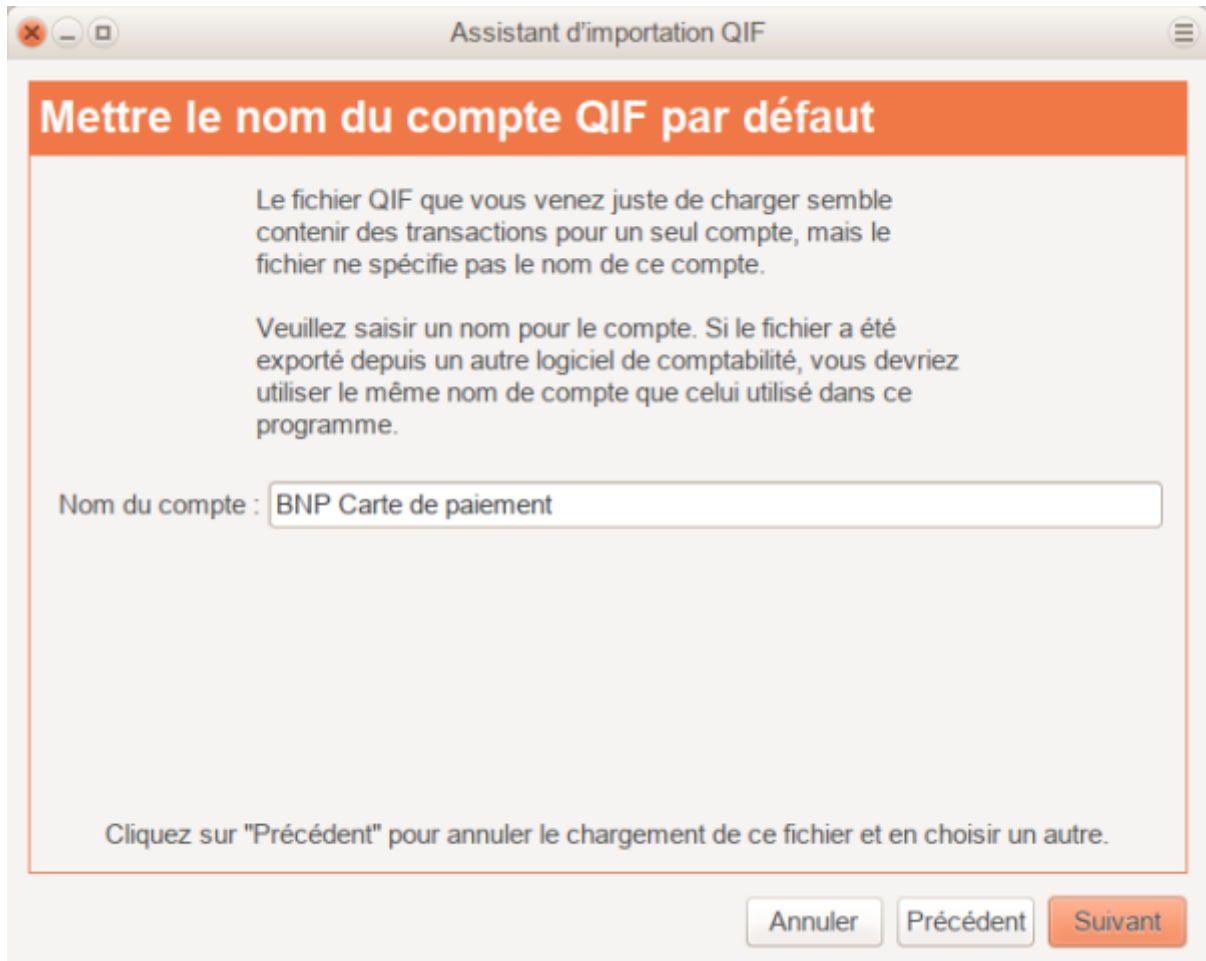 Assistant d'importation QIF
Mettre le nom du compte QIF par défaut
Le fichier QIF que vous venez juste de charger semble
contenir des transactions pour un seul compte, mais le
fichier ne spécifie pas le nom de ce compte.
Veuillez saisir un nom pour le compte. Si le fichier a été
exporté depuis un autre logiciel de comptabilité, vous devriez
utiliser le même nom de compte que celui utilisé dans ce
programme.
Nom du compte : BNP Carte de paiement
Cliquez sur "Précédent" pour annuler le chargement de ce fichier et en choisir un autre.
Annuler Précédent Suivant